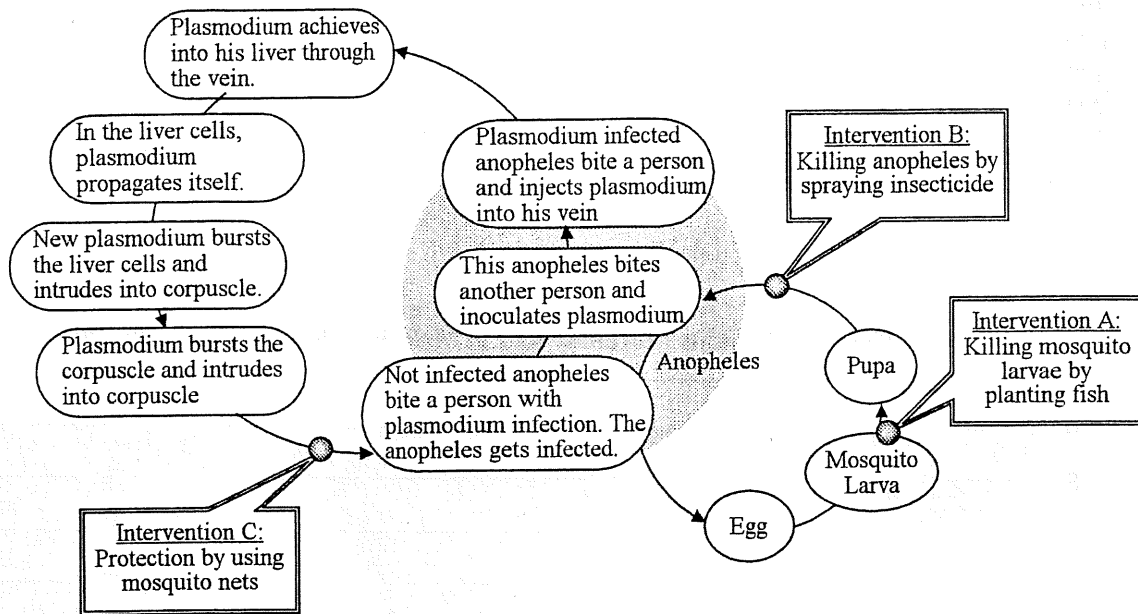 Plasmodium achieves
into his liver through
the vein.
In the liver cells,
plasmodium
propagates itself.
New plasmodium bursts
the liver cells and
intrudes into corpuscle.
Plasmodium bursts the
corpuscle and intrudes
into corpuscle
Plasmodium infected
anopheles bite a person
and injects plasmodium
into his vein
This anopheles bites
another person and
inoculates plasmodium
Not infected anopheles
bite a person with
plasmodium infection. The
anopheles gets infected.
Anopheles
Intervention B:
Killing anopheles by
spraying insecticide
Intervention A:
Killing mosquito
larvae by
planting fish
Pupa
Mosquito
Larva
Egg
Intervention C:
Protection by using
mosquito nets